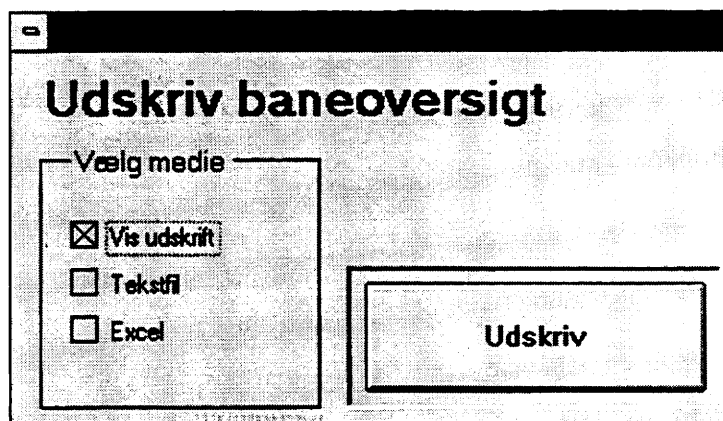 Udskriv baneoversigt
Vælg medie
Vis udskrift
Tekstfil
Excel
Udskriv